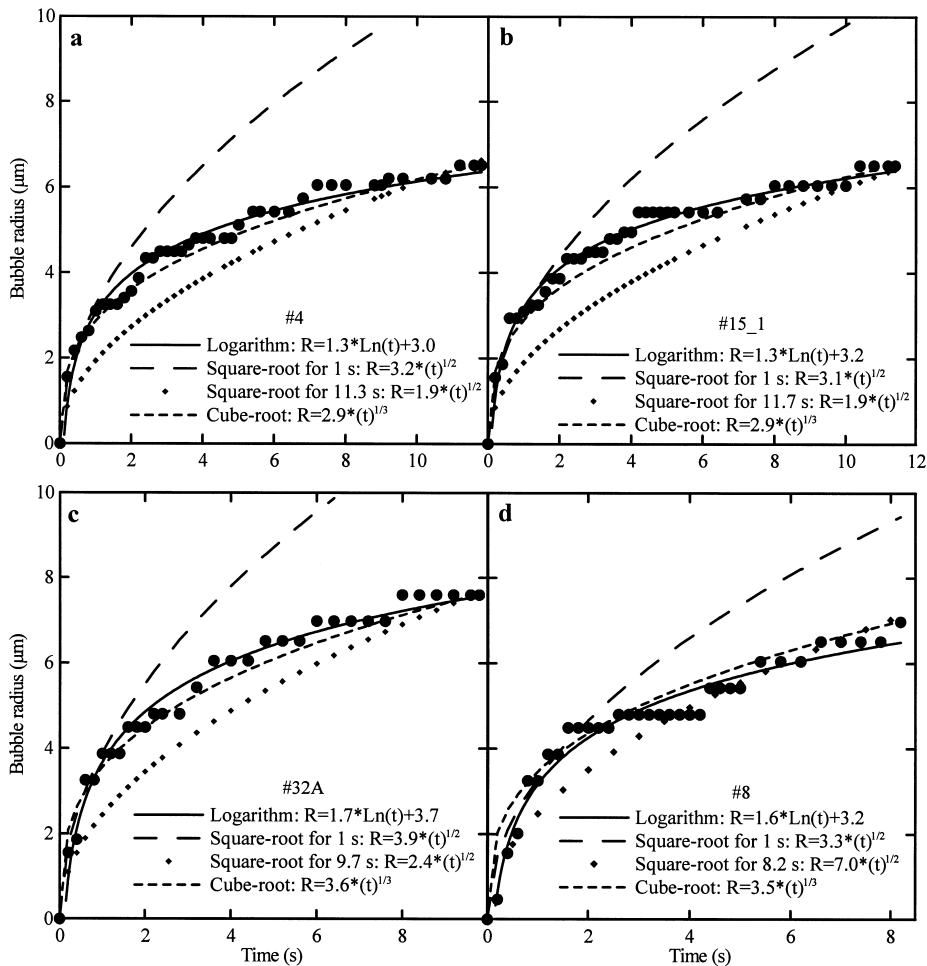 a
b
10
8
6
4
2
0
Bubble radius (µm)
#4
Logarithm: R=1.3*Ln(t)+3.0
Square-root for 1 s: R=3.2*(t)1/2
Square-root for 11.3 s: R=1.9*(t)1/2
Cube-root: R=2.9*(t)1/3
0 2 4 6 8 10
#15_1
Logarithm: R=1.3*Ln(t)+3.2
Square-root for 1 s: R=3.1*(t)1/2
Square-root for 11.7 s: R=1.9*(t)1/2
Cube-root: R=2.9*(t)1/3
0 2 4 6 8 10 12
c
d
10
8
6
4
2
0
Bubble radius (µm)
#32A
Logarithm: R=1.7*Ln(t)+3.7
Square-root for 1 s: R=3.9*(t)1/2
Square-root for 9.7 s: R=2.4*(t)1/2
Cube-root: R=3.6*(t)1/3
0 2 4 6 8
Time (s)
#8
Logarithm: R=1.6*Ln(t)+3.2
Square-root for 1 s: R=3.3*(t)1/2
Square-root for 8.2 s: R=7.0*(t)1/2
Cube-root: R=3.5*(t)1/3
0 2 4 6 8
Time (s)